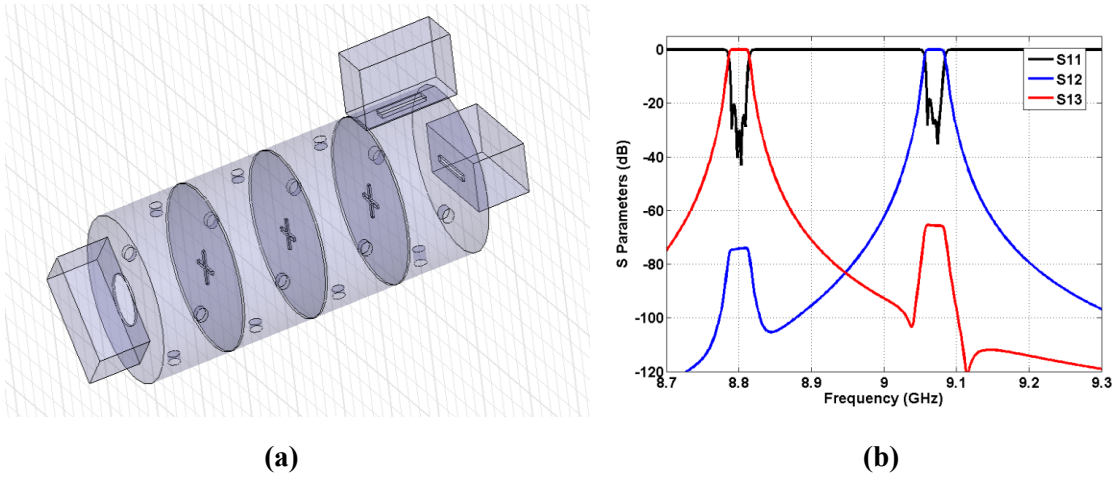 0
-20
-40
-60
-80
-100
-120
S Parameters (dB)
S11
S12
S13
8.7 8.8 8.9 9 9.1 9.2 9.3
Frequency (GHz)
(a) (b)